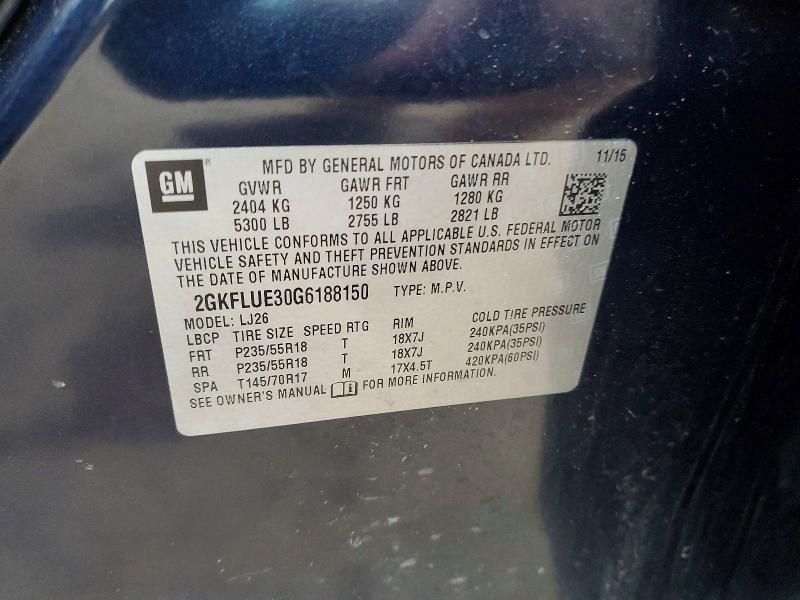 GM
MFD BY GENERAL MOTORS OF CANADA LTD. 11/15
GVWR GAWR FRT GAWR RR
2404 KG 1250 KG 1280 KG
5300 LB 2755 LB 2821 LB
THIS VEHICLE CONFORMS TO ALL APPLICABLE U.S. FEDERAL MOTOR
VEHICLE SAFETY AND THEFT PREVENTION STANDARDS IN EFFECT ON
THE DATE OF MANUFACTURE SHOWN ABOVE.
2GKFLUE30G6188150 TYPE: M.P.V.
MODEL: LJ26
LBCP TIRE SIZE SPEED RTG RIM COLD TIRE PRESSURE
FRT P235/55R18 T 18X7J 240KPA(35PSI)
RR P235/55R18 T 18X7J 240KPA(35PSI)
SPA T145/70R17 M 17X4.5T 420KPA(60PSI)
SEE OWNER'S MANUAL FOR MORE INFORMATION.